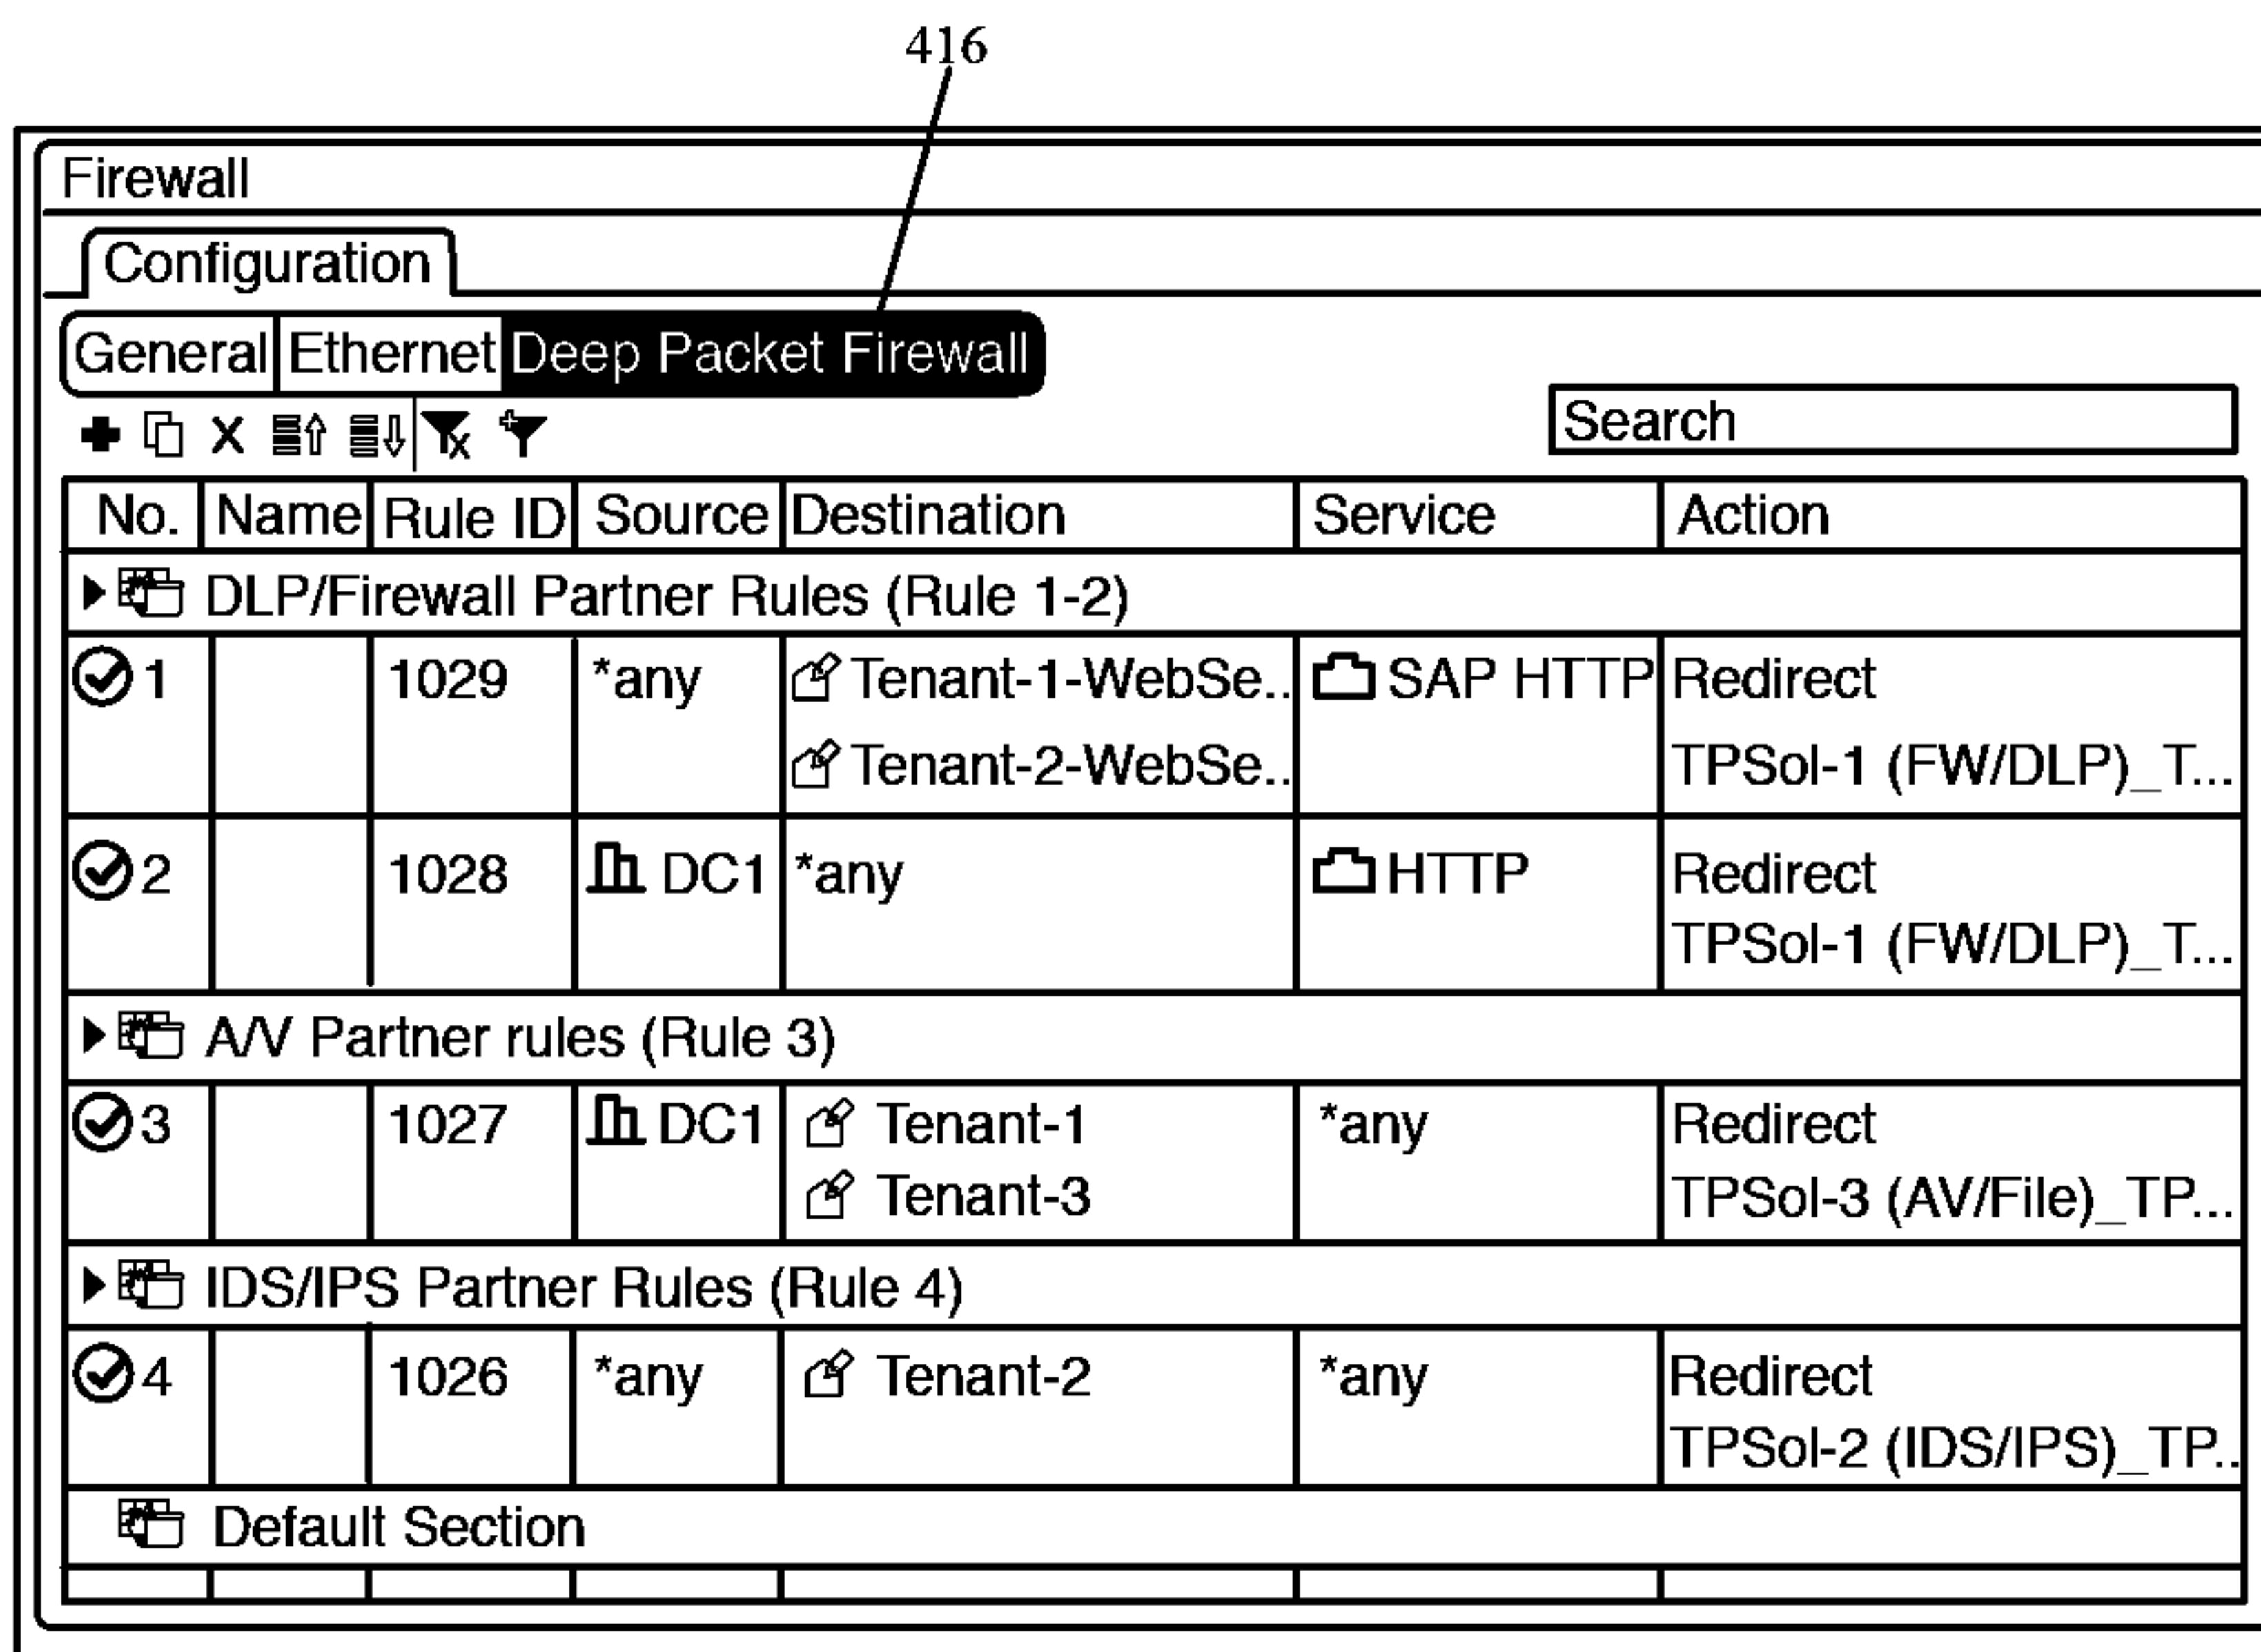 416
Firewall
Configuration
General Ethernet Deep Packet Firewall
Search
No. Name Rule ID Source Destination Service Action
DLP/Firewall Partner Rules (Rule 1-2)
1 1029 *any Tenant-1-WebSe.. SAP HTTP Redirect
Tenant-2-WebSe.. TPSol-1 (FW/DLP)_T...
2 1028 DC1 *any HTTP Redirect
TPSol-1 (FW/DLP)_T...
A/V Partner rules (Rule 3)
3 1027 DC1 Tenant-1 *any Redirect
Tenant-3 TPSol-3 (AV/File)_TP...
IDS/IPS Partner Rules (Rule 4)
4 1026 *any Tenant-2 *any Redirect
TPSol-2 (IDS/IPS)_TP..
Default Section